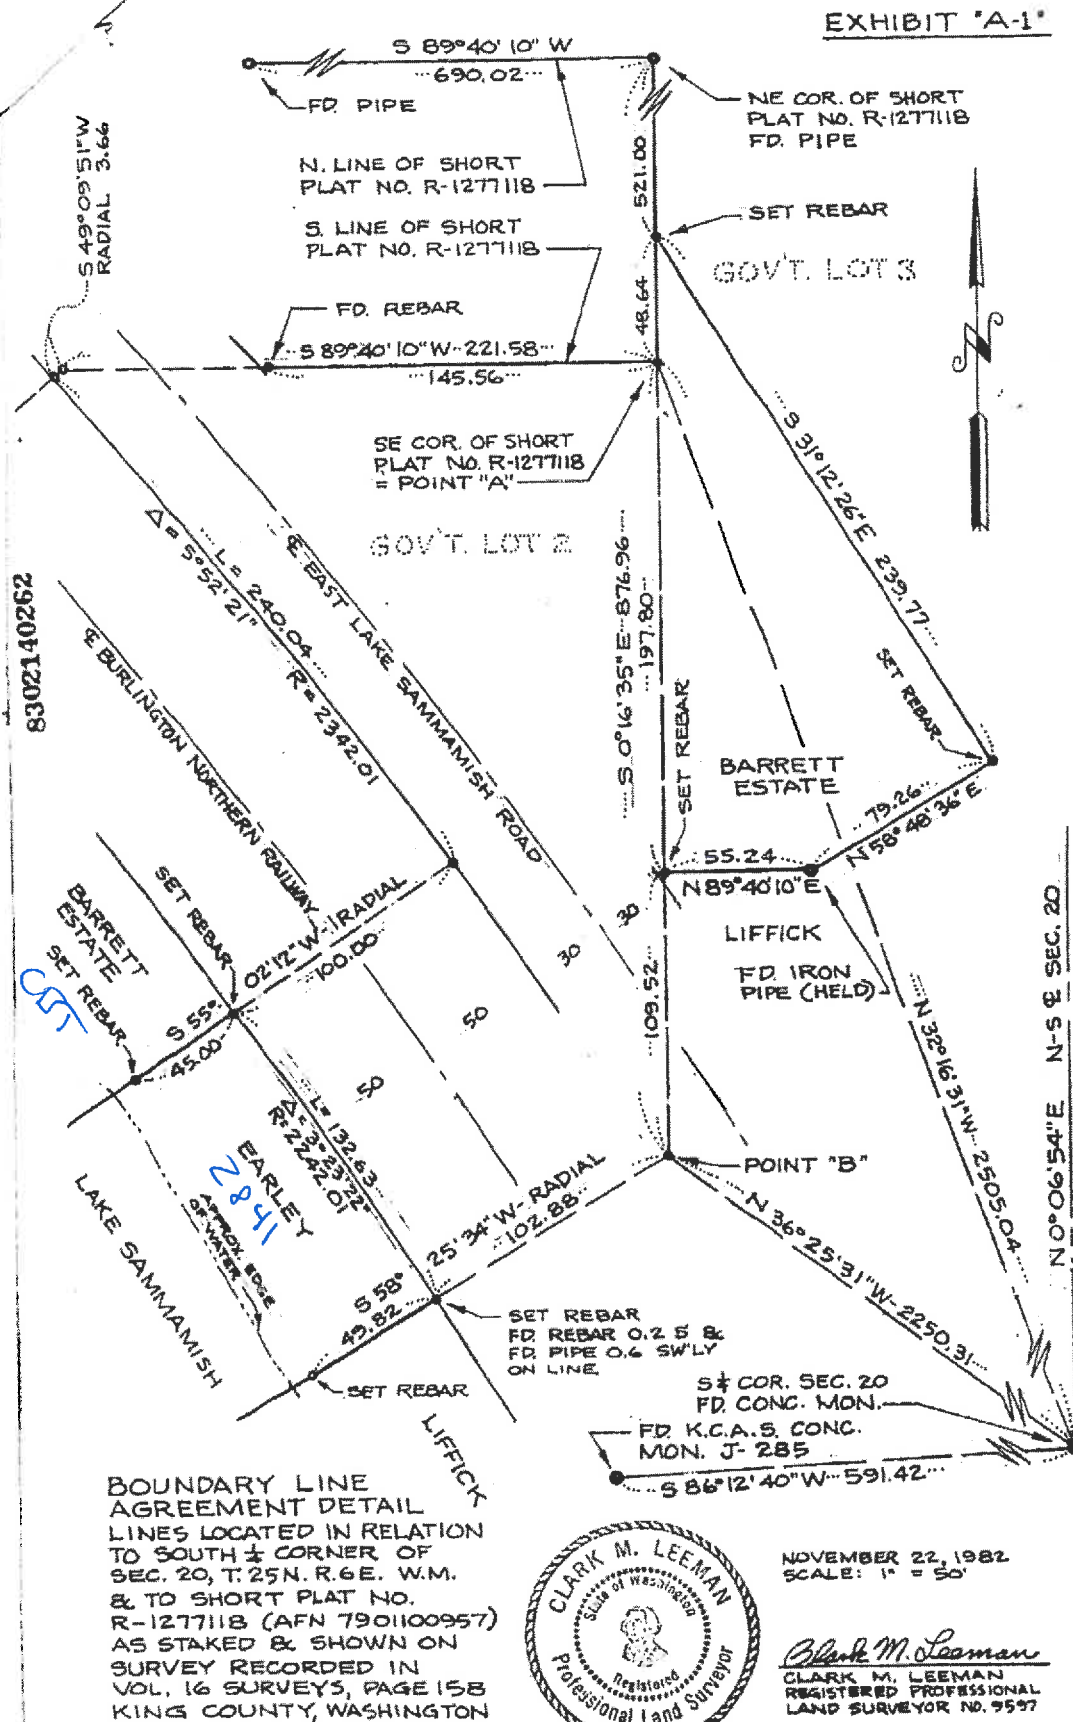 EXHIBIT "A-1"
S 89°40'10" W
690.02
FD. PIPE
NE COR. OF SHORT
PLAT NO. R-1277118
FD. PIPE
S 49°09'51" W
RADIAL 3.66
N. LINE OF SHORT
PLAT NO. R-1277118
521.00
SET REBAR
S. LINE OF SHORT
PLAT NO. R-1277118
GOV'T. LOT 3
48.64
FD. REBAR
S 89°40'10" W 221.58
145.56
SE COR. OF SHORT
PLAT NO. R-1277118
= POINT "A"
S 31°12'26" E 239.77
GOV'T. LOT 2
Δ = 5°52'21"
L = 240.04
R = 2342.01
℄ EAST LAKE SAMMAMISH ROAD
8302140262
℄ BURLINGTON NORTHERN RAILWAY
S 0°16'35" E 876.96
197.80
SET REBAR
SET REBAR
BARRETT
ESTATE
79.26
N 58°48'36" E
55.24
N 89°40'10" E
LIFFICK
FD. IRON
PIPE (HELD)
30
30
50
50
109.52
BARRETT
ESTATE
SET REBAR
SET REBAR
S 55°02'12" W - RADIAL
100.00
45.00
N 32°16'31" W 2505.04
N 0°06'54" E N-S ℄ SEC. 20
L = 132.63
Δ = 3°23'22"
R = 2242.01
EARLEY
2841
APPROX. EDGE
OF WATER
LAKE SAMMAMISH
POINT "B"
N 36°25'31" W 2250.31
S 58°25'34" W - RADIAL
102.88
49.82
SET REBAR
FD. REBAR 0.2 S &
FD. PIPE 0.6 SW'LY
ON LINE
SET REBAR
LIFFICK
S ¼ COR. SEC. 20
FD. CONC. MON.
FD. K.C.A.S. CONC.
MON. J-285
S 86°12'40" W 591.42
BOUNDARY LINE
AGREEMENT DETAIL
LINES LOCATED IN RELATION
TO SOUTH ¼ CORNER OF
SEC. 20, T. 25 N. R. 6 E. W.M.
& TO SHORT PLAT NO.
R-1277118 (AFN 7901100957)
AS STAKED & SHOWN ON
SURVEY RECORDED IN
VOL. 16 SURVEYS, PAGE 158
KING COUNTY, WASHINGTON
CLARK M. LEEMAN
State of Washington
Registered
Professional Land Surveyor
NOVEMBER 22, 1982
SCALE: 1" = 50'
Clark M. Leeman
CLARK M. LEEMAN
REGISTERED PROFESSIONAL
LAND SURVEYOR NO. 9597